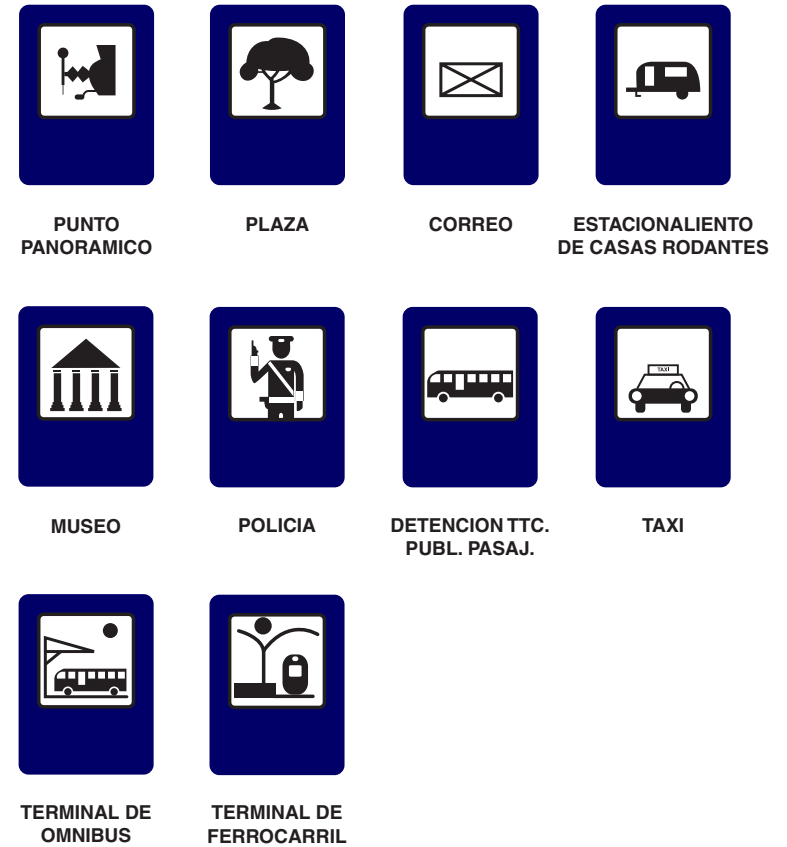 PUNTO
PANORAMICO
PLAZA
CORREO
ESTACIONALIENTO
DE CASAS RODANTES
TAXI
MUSEO
POLICIA
DETENCION TTC.
PUBL. PASAJ.
TAXI
TERMINAL DE
OMNIBUS
TERMINAL DE
FERROCARRIL